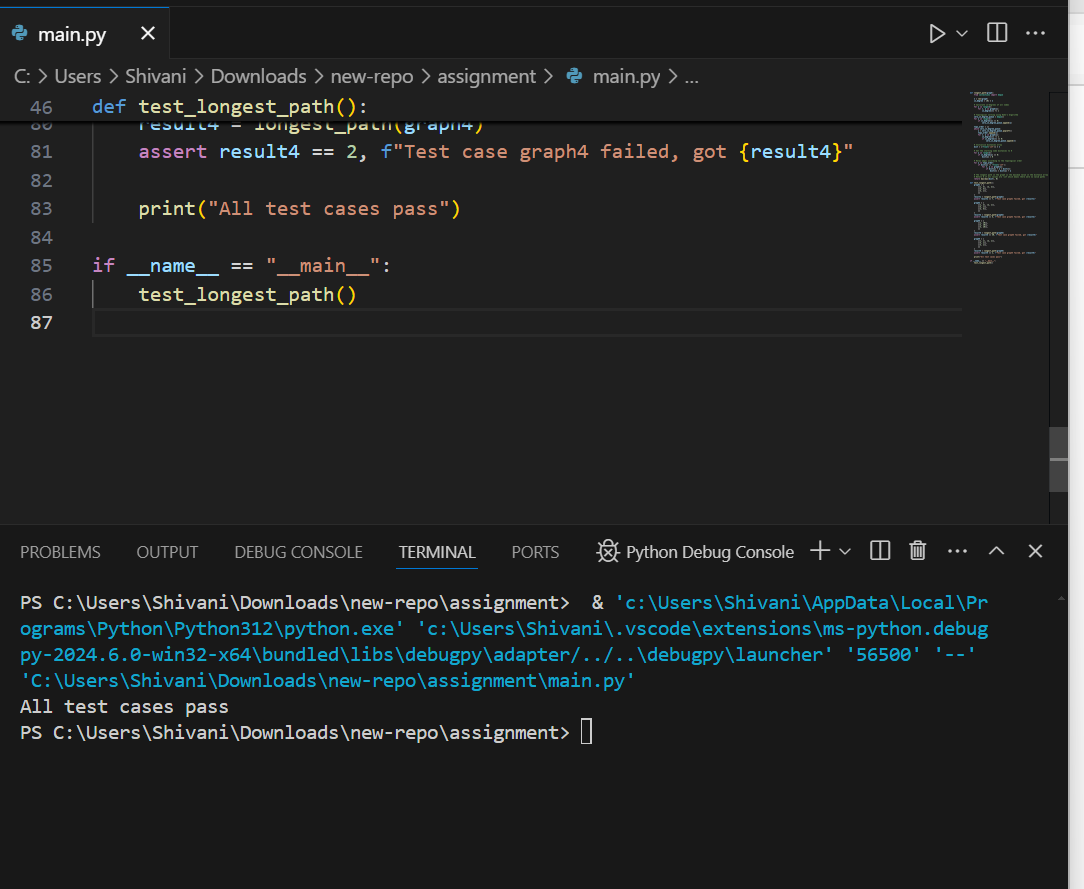 main.py
C: > Users > Shivani > Downloads > new-repo > assignment > main.py > ...
46 def test_longest_path():
80 result4 = longest_path(graph4)
81 assert result4 == 2, f"Test case graph4 failed, got {result4}"
82
83 print("All test cases pass")
84
85 if __name__ == "__main__":
86 test_longest_path()
87
PROBLEMS OUTPUT DEBUG CONSOLE TERMINAL PORTS Python Debug Console
PS C:\Users\Shivani\Downloads\new-repo\assignment> & 'c:\Users\Shivani\AppData\Local\Pr
ograms\Python\Python312\python.exe' 'c:\Users\Shivani\.vscode\extensions\ms-python.debug
py-2024.6.0-win32-x64\bundled\libs\debugpy\adapter/../..\debugpy\launcher' '56500' '--'
'C:\Users\Shivani\Downloads\new-repo\assignment\main.py'
All test cases pass
PS C:\Users\Shivani\Downloads\new-repo\assignment>